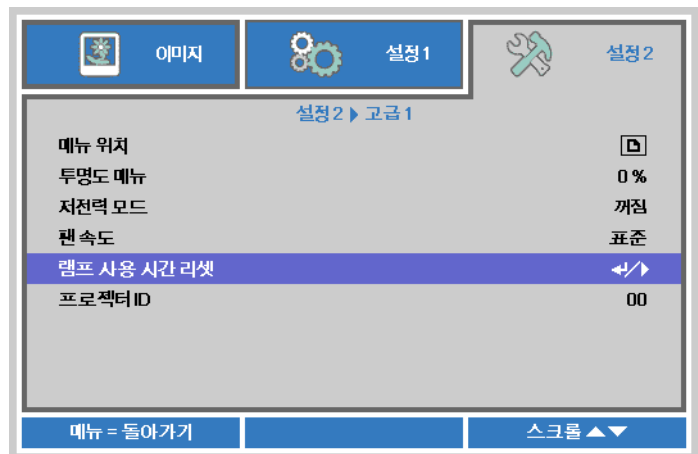 이미지
설정 1
설정 2
설정 2 ▶ 고급 1
메뉴 위치
투명도 메뉴 0 %
저전력 모드 꺼짐
팬 속도 표준
램프 사용 시간 리셋 ↵/▶
프로젝터 ID 00
메뉴 = 돌아가기 스크롤 ▲▼